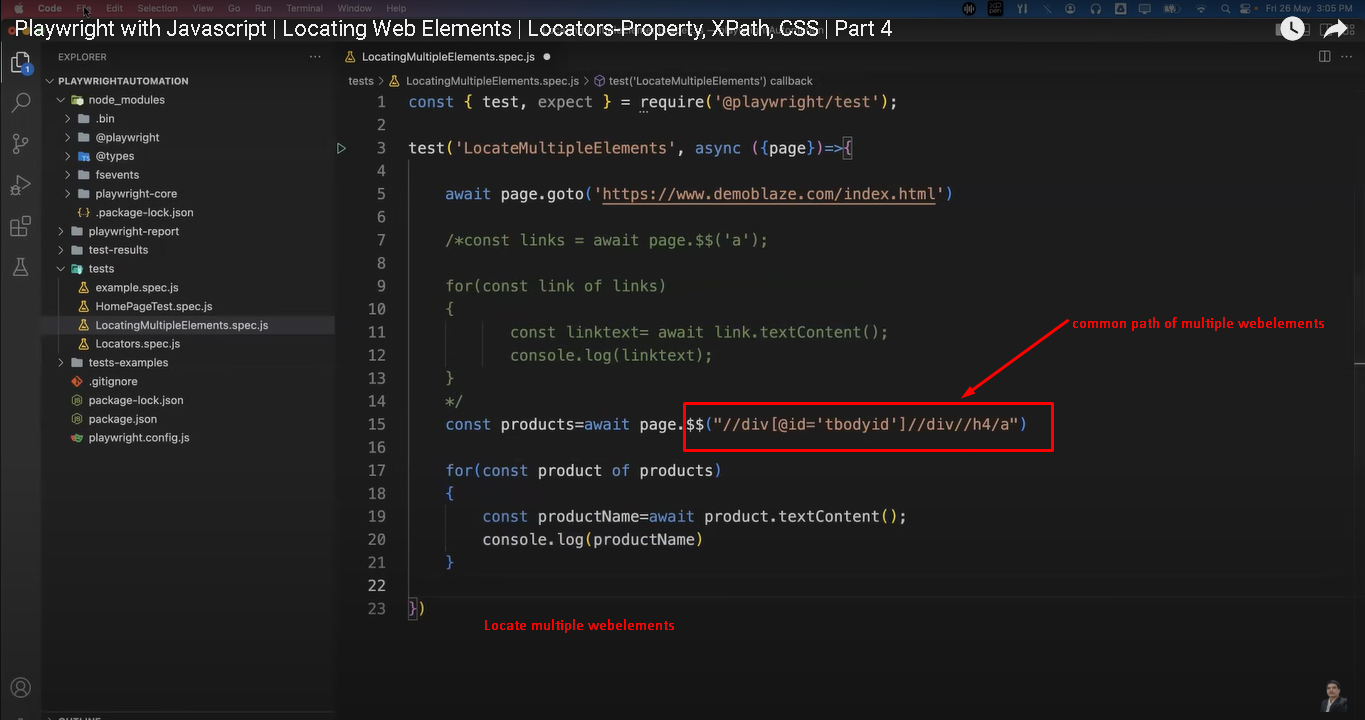 Code File Edit Selection View Go Run Terminal Window Help
Fri 26 May 3:05 PM
Playwright with Javascript | Locating Web Elements | Locators-Property, XPath, CSS | Part 4
EXPLORER
LocatingMultipleElements.spec.js
PLAYWRIGHTAUTOMATION
node_modules
.bin
@playwright
@types
fsevents
playwright-core
.package-lock.json
playwright-report
test-results
tests
example.spec.js
HomePageTest.spec.js
LocatingMultipleElements.spec.js
Locators.spec.js
tests-examples
.gitignore
package-lock.json
package.json
playwright.config.js
OUTLINE
1
tests > LocatingMultipleElements.spec.js > test('LocateMultipleElements') callback
1 const { test, expect } = require('@playwright/test');
2
3 test('LocateMultipleElements', async ({page})=>{
4
5 await page.goto('https://www.demoblaze.com/index.html')
6
7 /*const links = await page.$$('a');
8
9 for(const link of links)
10 {
11 const linktext= await link.textContent();
12 console.log(linktext);
13 }
14 */
15 const products=await page.$$("//div[@id='tbodyid']//div//h4/a")
16
17 for(const product of products)
18 {
19 const productName=await product.textContent();
20 console.log(productName)
21 }
22
23 })
common path of multiple webelements
Locate multiple webelements